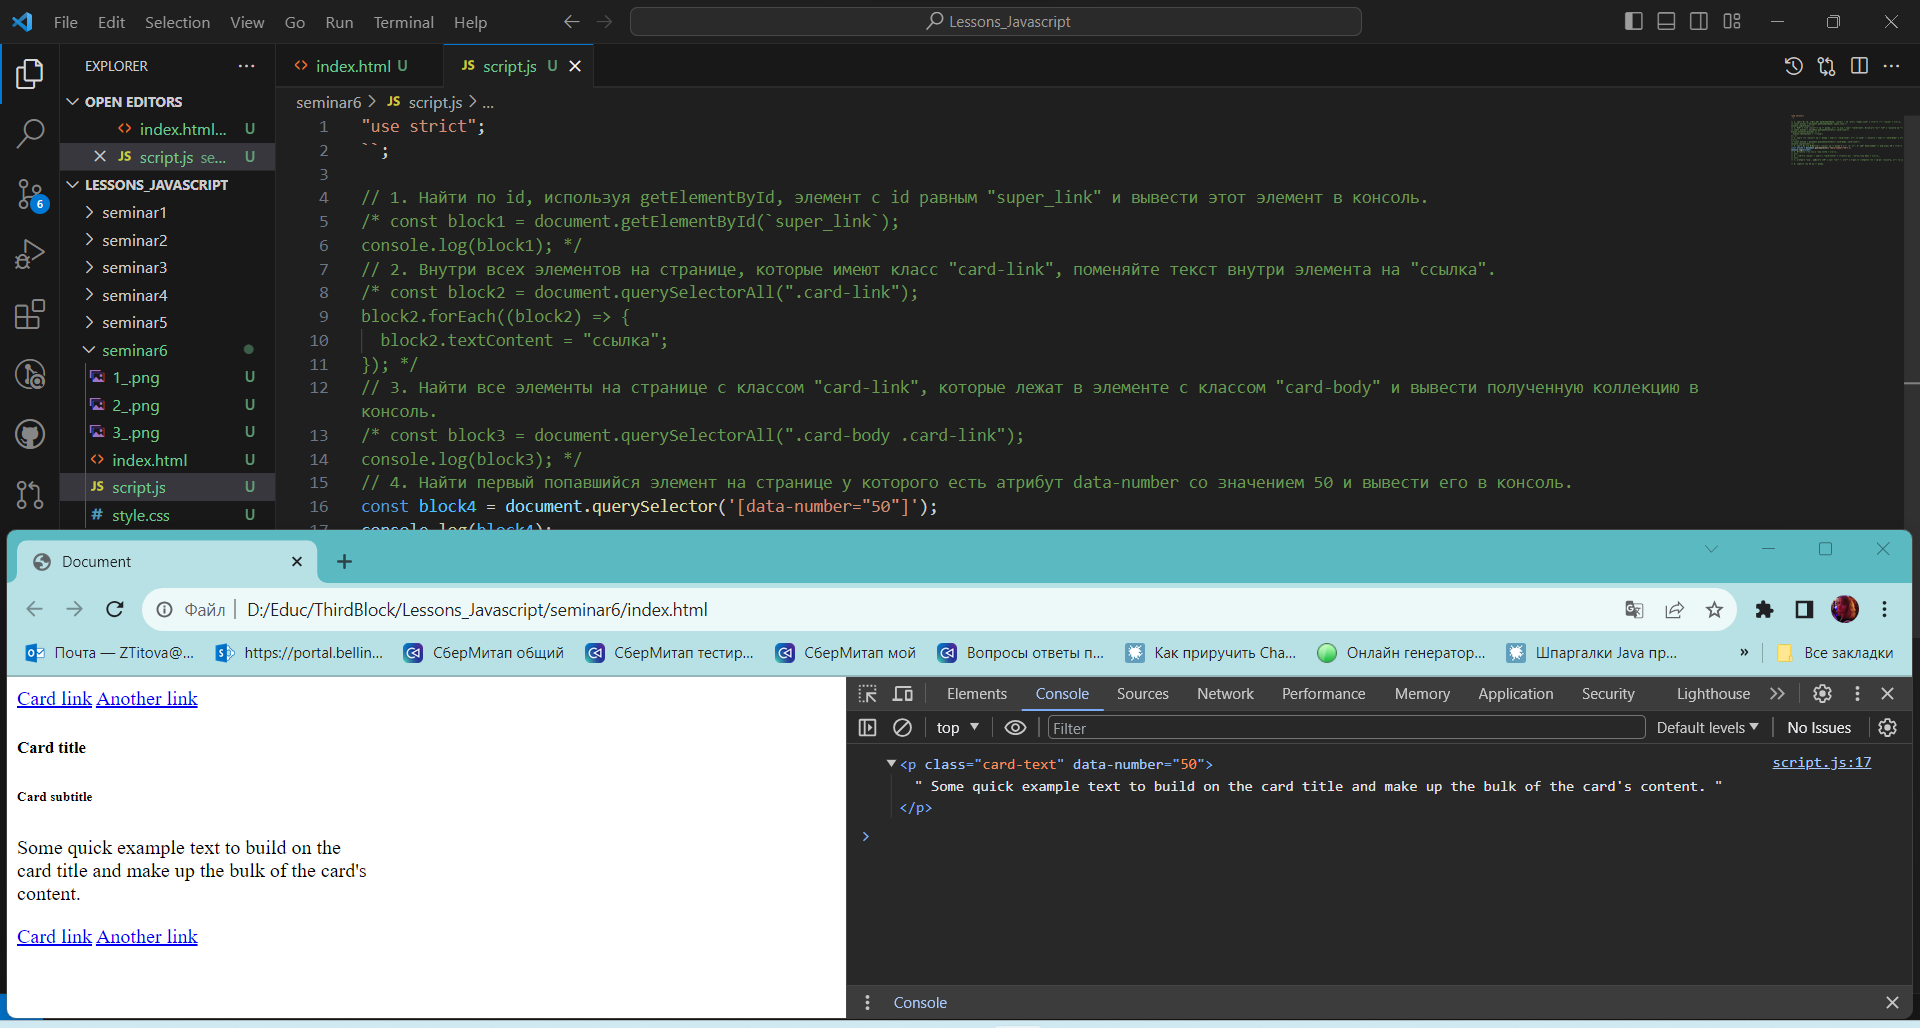 File Edit Selection View Go Run Terminal Help
Lessons_Javascript
EXPLORER
OPEN EDITORS
index.html... U
script.js se... U
LESSONS_JAVASCRIPT
seminar1
seminar2
seminar3
seminar4
seminar5
seminar6
1_.png U
2_.png U
3_.png U
index.html U
script.js U
style.css U
6
index.html U
JS script.js U
seminar6 > JS script.js > ...
1 "use strict";
2 ``;
3
4 // 1. Найти по id, используя getElementById, элемент с id равным "super_link" и вывести этот элемент в консоль.
5 /* const block1 = document.getElementById(`super_link`);
6 console.log(block1); */
7 // 2. Внутри всех элементов на странице, которые имеют класс "card-link", поменяйте текст внутри элемента на "ссылка".
8 /* const block2 = document.querySelectorAll(".card-link");
9 block2.forEach((block2) => {
10 block2.textContent = "ссылка";
11 }); */
12 // 3. Найти все элементы на странице с классом "card-link", которые лежат в элементе с классом "card-body" и вывести полученную коллекцию в
консоль.
13 /* const block3 = document.querySelectorAll(".card-body .card-link");
14 console.log(block3); */
15 // 4. Найти первый попавшийся элемент на странице у которого есть атрибут data-number со значением 50 и вывести его в консоль.
16 const block4 = document.querySelector('[data-number="50"]');
17 console.log(block4);
Document
Файл D:/Educ/ThirdBlock/Lessons_Javascript/seminar6/index.html
Почта — ZTitova@... https://portal.bellin... СберМитап общий СберМитап тестир... СберМитап мой Вопросы ответы п... Как приручить Cha... Онлайн генератор... Шпаргалки Java пр... » Все закладки
Card link Another link
Card title
Card subtitle
Some quick example text to build on the
card title and make up the bulk of the card's
content.
Card link Another link
Elements Console Sources Network Performance Memory Application Security Lighthouse
top Filter Default levels No Issues
<p class="card-text" data-number="50"> script.js:17
" Some quick example text to build on the card title and make up the bulk of the card's content. "
</p>
Console